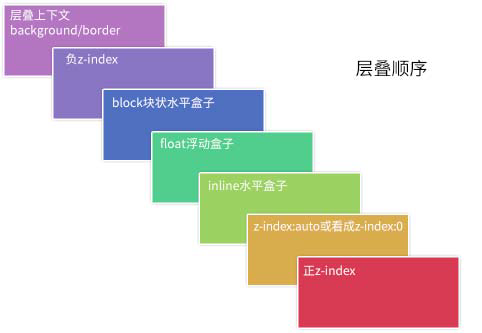 层叠上下文
background/border
负z-index
层叠顺序
block块状水平盒子
float浮动盒子
inline水平盒子
z-index:auto或看成z-index:0
正z-index